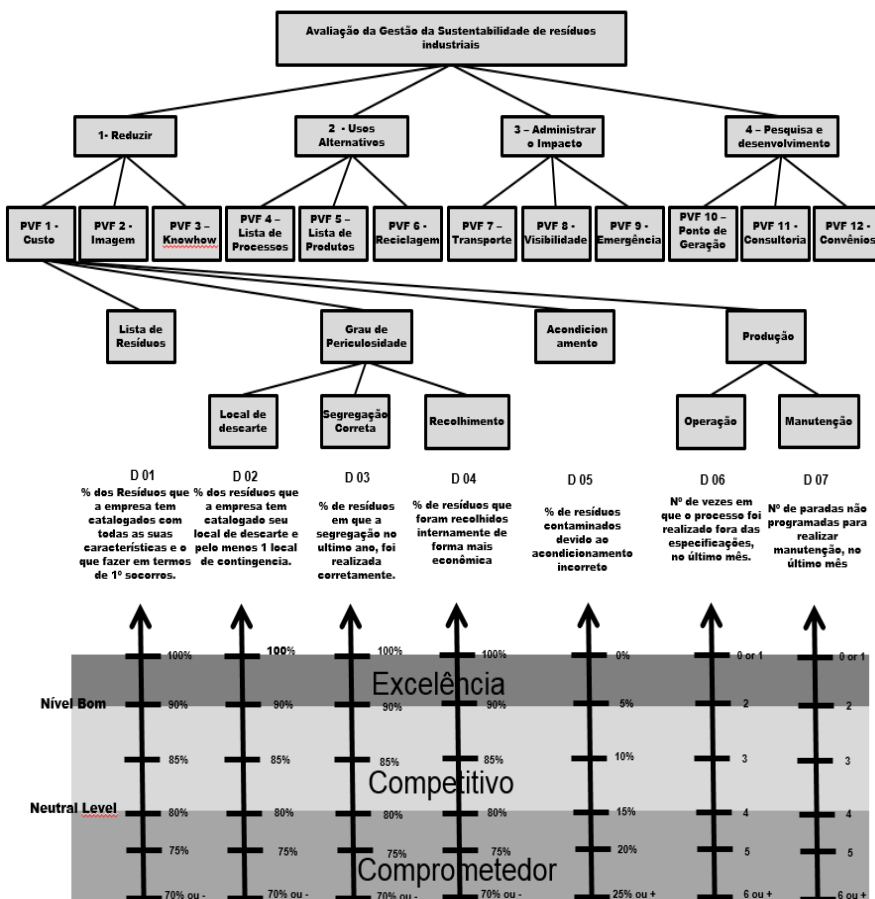 Avaliação da Gestão da Sustentabilidade de resíduos
industriais
1- Reduzir
2 - Usos
Alternativos
3 – Administrar
o Impacto
4 – Pesquisa e
desenvolvimento
PVF 1 -
Custo
PVF 2 -
Imagem
PVF 3 –
Knowhow
PVF 4 –
Lista de
Processos
PVF 5 –
Lista de
Produtos
PVF 6 -
Reciclagem
PVF 7 –
Transporte
PVF 8 -
Visibilidade
PVF 9 -
Emergência
PVF 10 –
Ponto de
Geração
PVF 11 -
Consultoria
PVF 12 -
Convênios
Lista de
Resíduos
Grau de
Periculosidade
Acondicion
amento
Produção
Local de
descarte
Segregação
Correta
Recolhimento
Operação
Manutenção
D 01
% dos Resíduos que
a empresa tem
catalogados com
todas as suas
características e o
que fazer em termos
de 1º socorros.
D 02
% dos resíduos que
a empresa tem
catalogado seu
local de descarte e
pelo menos 1 local
de contingencia.
D 03
% de resíduos
em que a
segregação no
ultimo ano, foi
realizada
corretamente.
D 04
% de resíduos que
foram recolhidos
internamente de
forma mais
econômica
D 05
% de resíduos
contaminados
devido ao
acondicionamento
incorreto
D 06
Nº de vezes em
que o processo foi
realizado fora das
especificações,
no último mês.
D 07
Nº de paradas não
programadas para
realizar
manutenção, no
último mês
100% 100% 100% 100% 0% 0 or 1 0 or 1
Excelência
Nível Bom 90% 90% 90% 90% 5% 2 2
85% 85% 85% 85% 10% 3 3
Competitivo
Neutral Level 80% 80% 80% 80% 15% 4 4
75% 75% 75% 75% 20% 5 5
Comprometedor
70% ou - 70% ou - 70% ou - 70% ou - 25% ou + 6 ou + 6 ou +